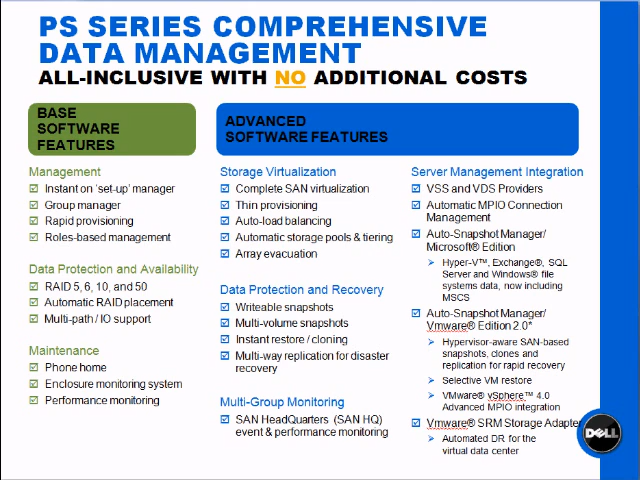 PS SERIES COMPREHENSIVE
DATA MANAGEMENT
ALL-INCLUSIVE WITH NO ADDITIONAL COSTS
BASE
SOFTWARE
FEATURES
Management
Instant on 'set-up' manager
Group manager
Rapid provisioning
Roles-based management
Data Protection and Availability
RAID 5, 6, 10, and 50
Automatic RAID placement
Multi-path / IO support
Maintenance
Phone home
Enclosure monitoring system
Performance monitoring
ADVANCED
SOFTWARE FEATURES
Storage Virtualization
Complete SAN virtualization
Thin provisioning
Auto-load balancing
Automatic storage pools & tiering
Array evacuation
Data Protection and Recovery
Writeable snapshots
Multi-volume snapshots
Instant restore / cloning
Multi-way replication for disaster
recovery
Multi-Group Monitoring
SAN HeadQuarters (SAN HQ)
event & performance monitoring
Server Management Integration
VSS and VDS Providers
Automatic MPIO Connection
Management
Auto-Snapshot Manager/
Microsoft® Edition
Hyper-V™, Exchange®, SQL
Server and Windows® file
systems data, now including
MSCS
Auto-Snapshot Manager/
Vmware® Edition 2.0*
Hypervisor-aware SAN-based
snapshots, clones and
replication for rapid recovery
Selective VM restore
VMware® vSphere™ 4.0
Advanced MPIO integration
Vmware® SRM Storage Adapter
Automated DR for the
virtual data center
DELL